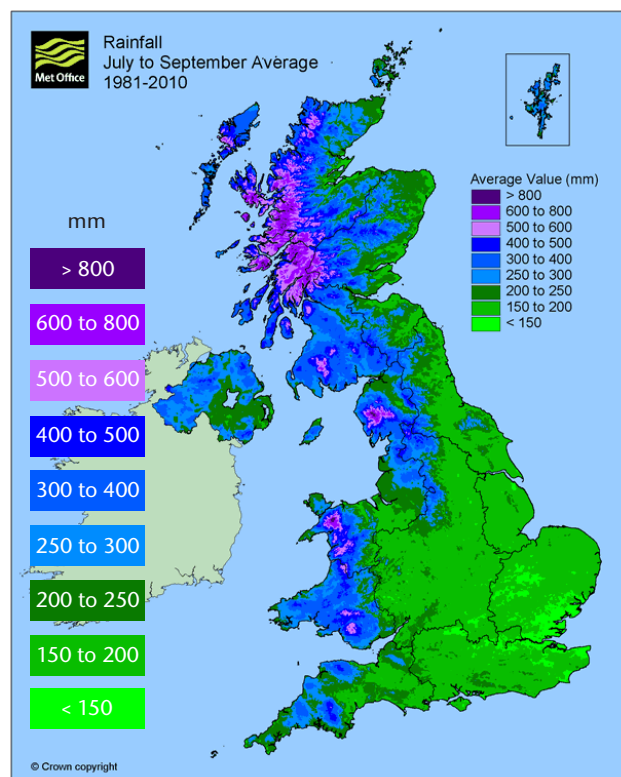 Met Office
Rainfall
July to September Average
1981-2010
Average Value (mm)
> 800
600 to 800
500 to 600
400 to 500
300 to 400
250 to 300
200 to 250
150 to 200
< 150
mm
> 800
600 to 800
500 to 600
400 to 500
300 to 400
250 to 300
200 to 250
150 to 200
< 150
© Crown copyright